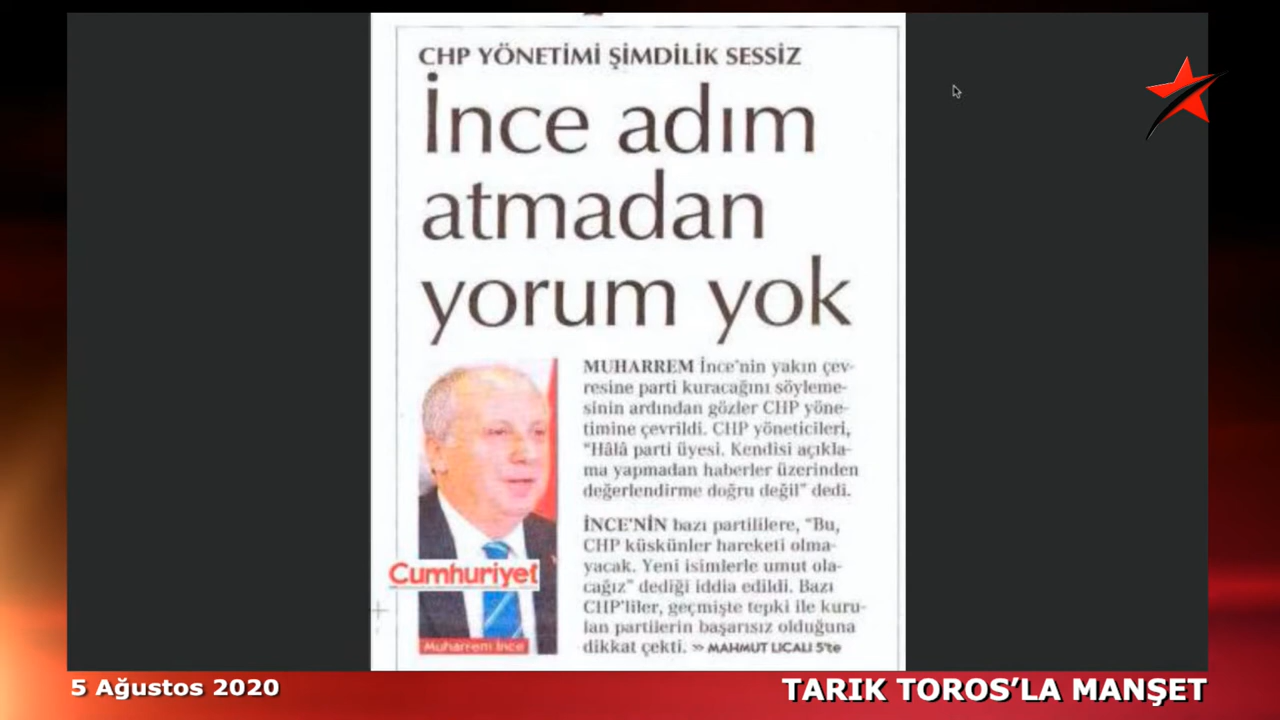 CHP YÖNETİMİ ŞİMDİLİK SESSİZ
İnce adım
atmadan
yorum yok
MUHARREM İnce'nin yakın çev-
resine parti kuracağını söyleme-
sinin ardından gözler CHP yöne-
timine çevrildi. CHP yöneticileri,
"Hâlâ parti üyesi. Kendisi açıkla-
ma yapmadan haberler üzerinden
değerlendirme doğru değil" dedi.
İNCE'NİN bazı partililere, "Bu,
CHP küskünler hareketi olma-
yacak. Yeni isimlerle umut ola-
cağız" dediği iddia edildi. Bazı
CHP'liler, geçmişte tepki ile kuru-
lan partilerin başarısız olduğuna
dikkat çekti. » MAHMUT LICALI 5'te
Cumhuriyet
Muharrem İnce
5 Ağustos 2020
TARIK TOROS'LA MANŞET